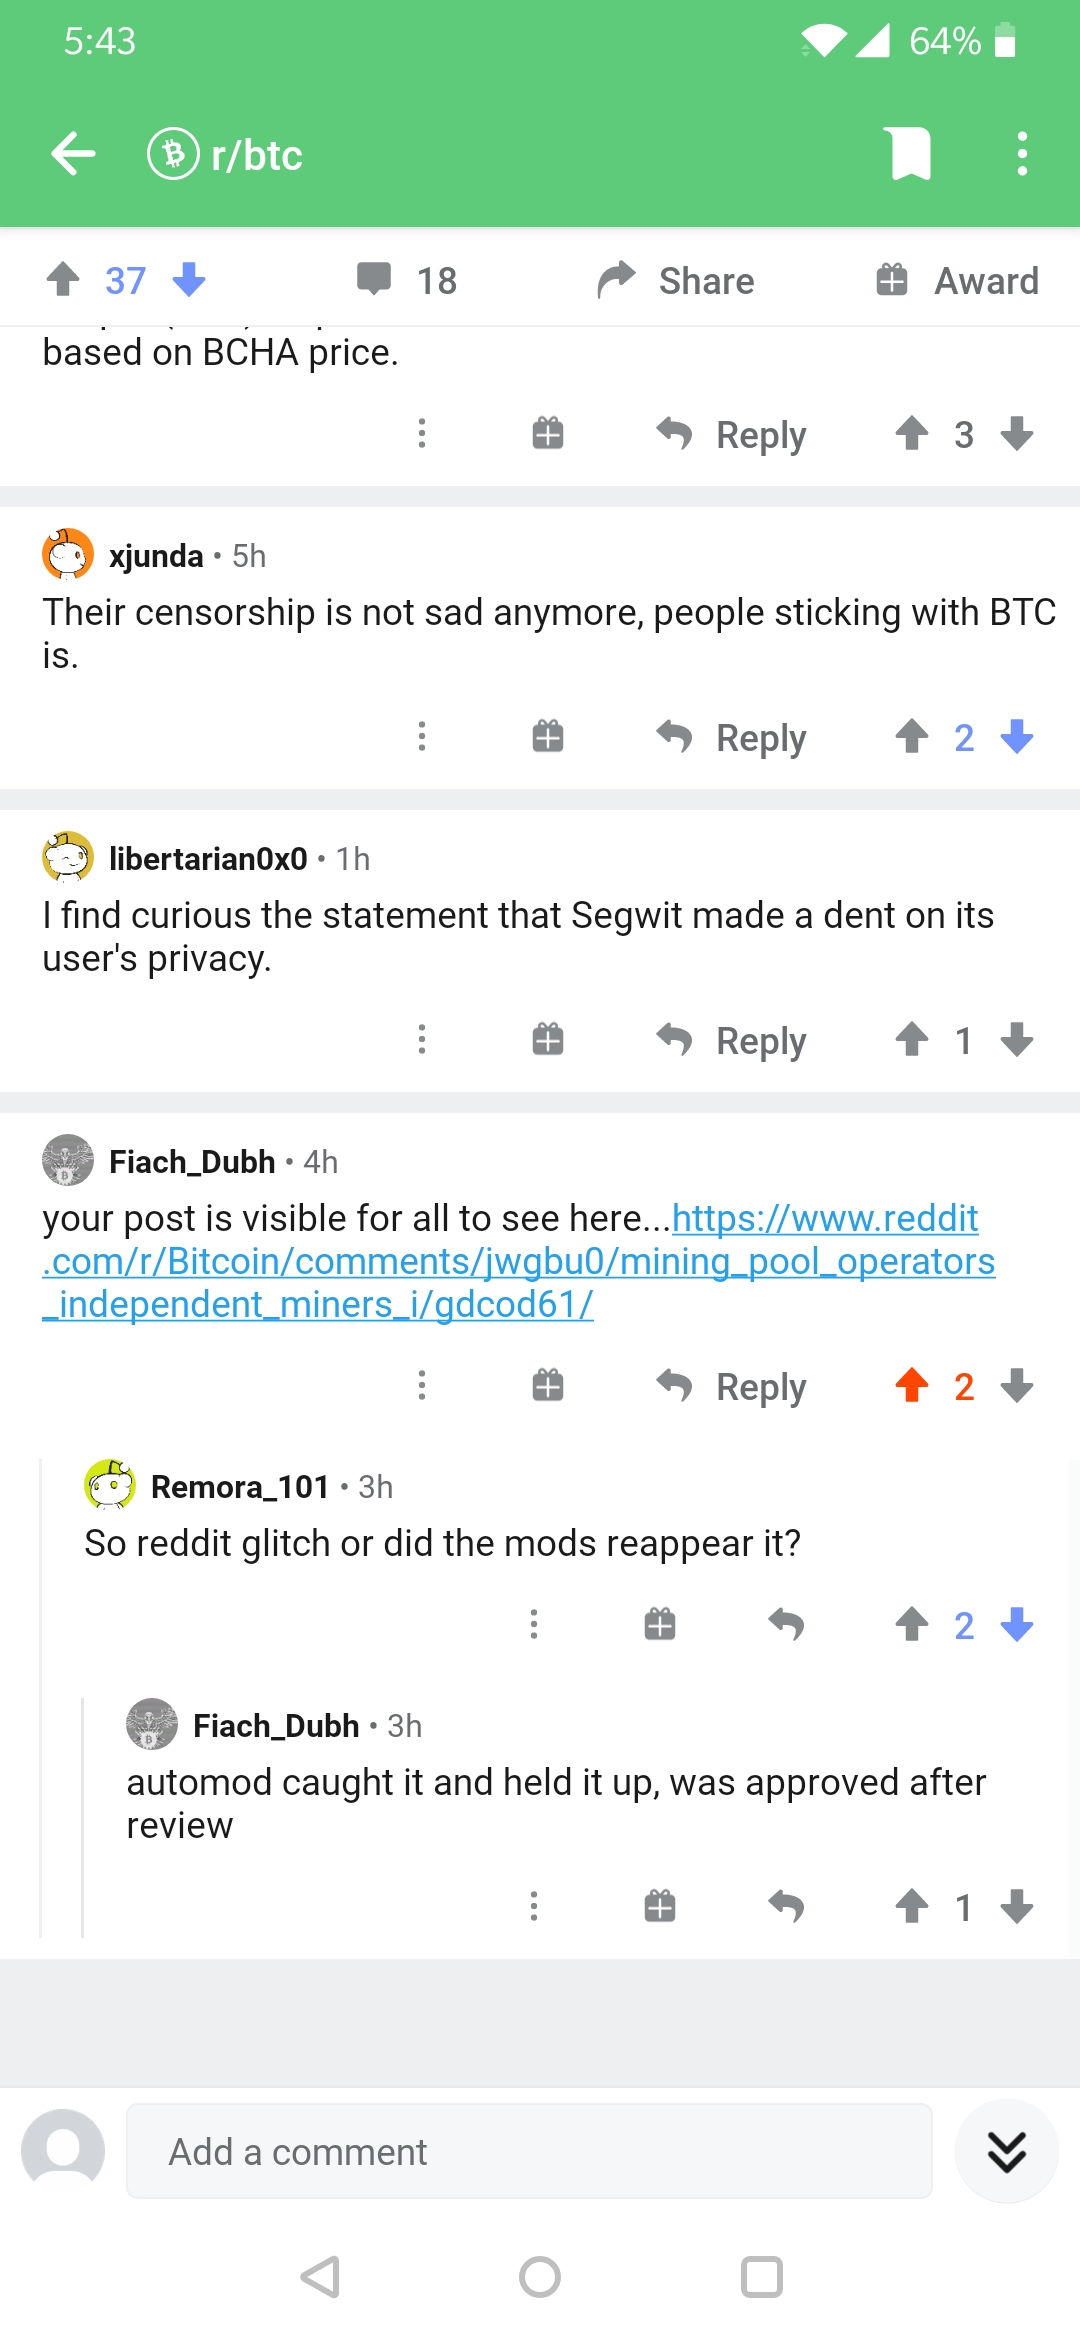 5:43
64%
r/btc
37
18
Share
Award
based on BCHA price.
Reply
3
xjunda • 5h
Their censorship is not sad anymore, people sticking with BTC
is.
Reply
2
libertarian0x0 • 1h
I find curious the statement that Segwit made a dent on its
user's privacy.
Reply
1
Fiach_Dubh • 4h
your post is visible for all to see here...https://www.reddit
.com/r/Bitcoin/comments/jwgbu0/mining_pool_operators
_independent_miners_i/gdcod61/
Reply
2
Remora_101 • 3h
So reddit glitch or did the mods reappear it?
2
Fiach_Dubh • 3h
automod caught it and held it up, was approved after
review
1
Add a comment